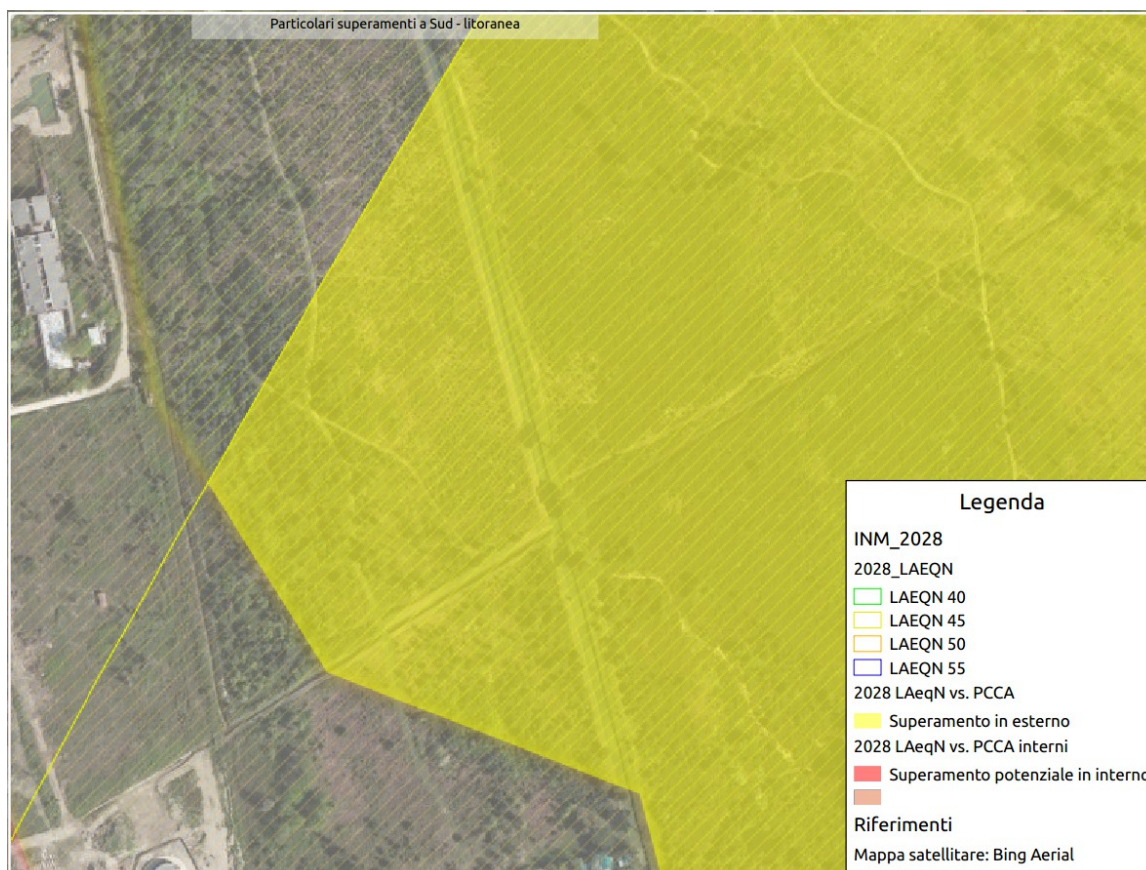 Particolari superamenti a Sud - litoranea
Legenda
INM_2028
2028_LAEQN
LAEQN 40
LAEQN 45
LAEQN 50
LAEQN 55
2028 LAeqN vs. PCCA
Superamento in esterno
2028 LAeqN vs. PCCA interni
Superamento potenziale in interno
Riferimenti
Mappa satellitare: Bing Aerial